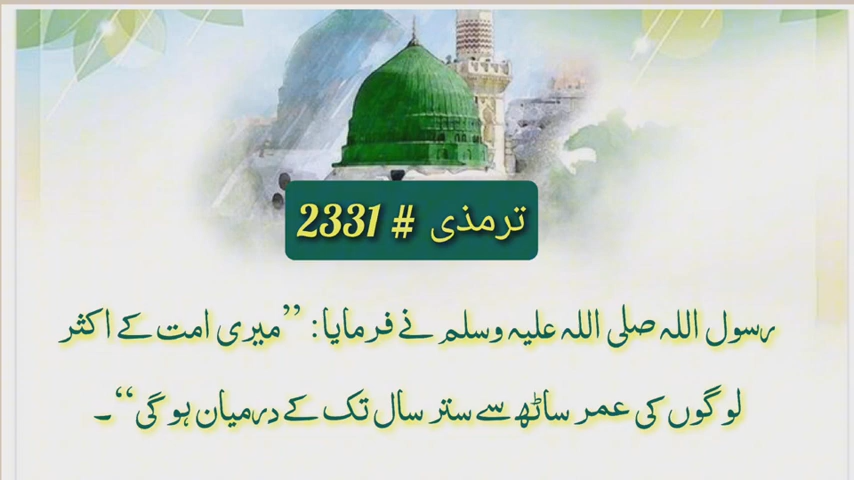 ترمذی # 2331
رسول اللہ صلی اللہ علیہ وسلم نے فرمایا: ’’میری امت کے اکثر
لوگوں کی عمر ساٹھ سے ستر سال تک کے درمیان ہو گی‘‘۔